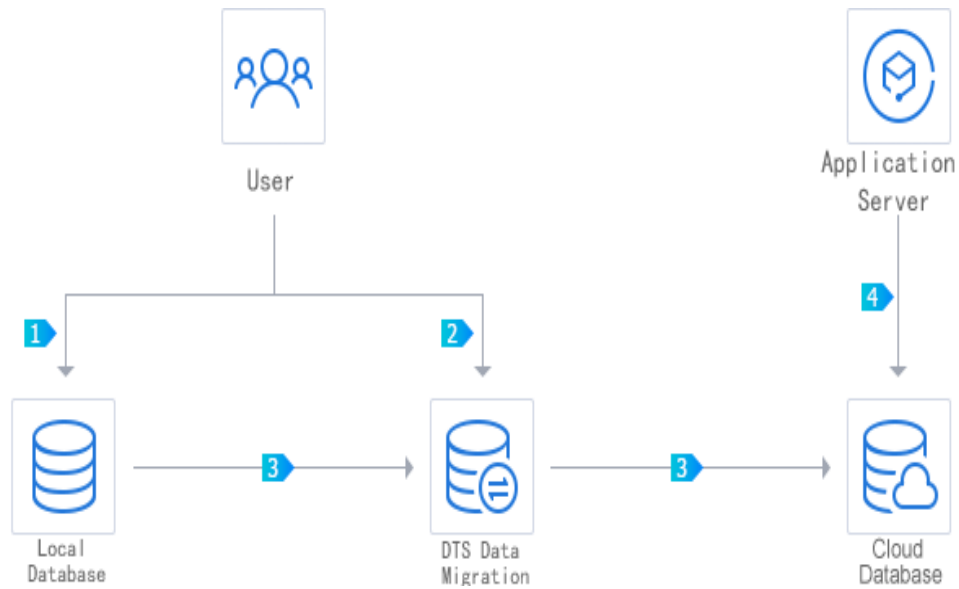 User
Application
Server
4
1
2
3
3
Local
Database
DTS Data
Migration
Cloud
Database